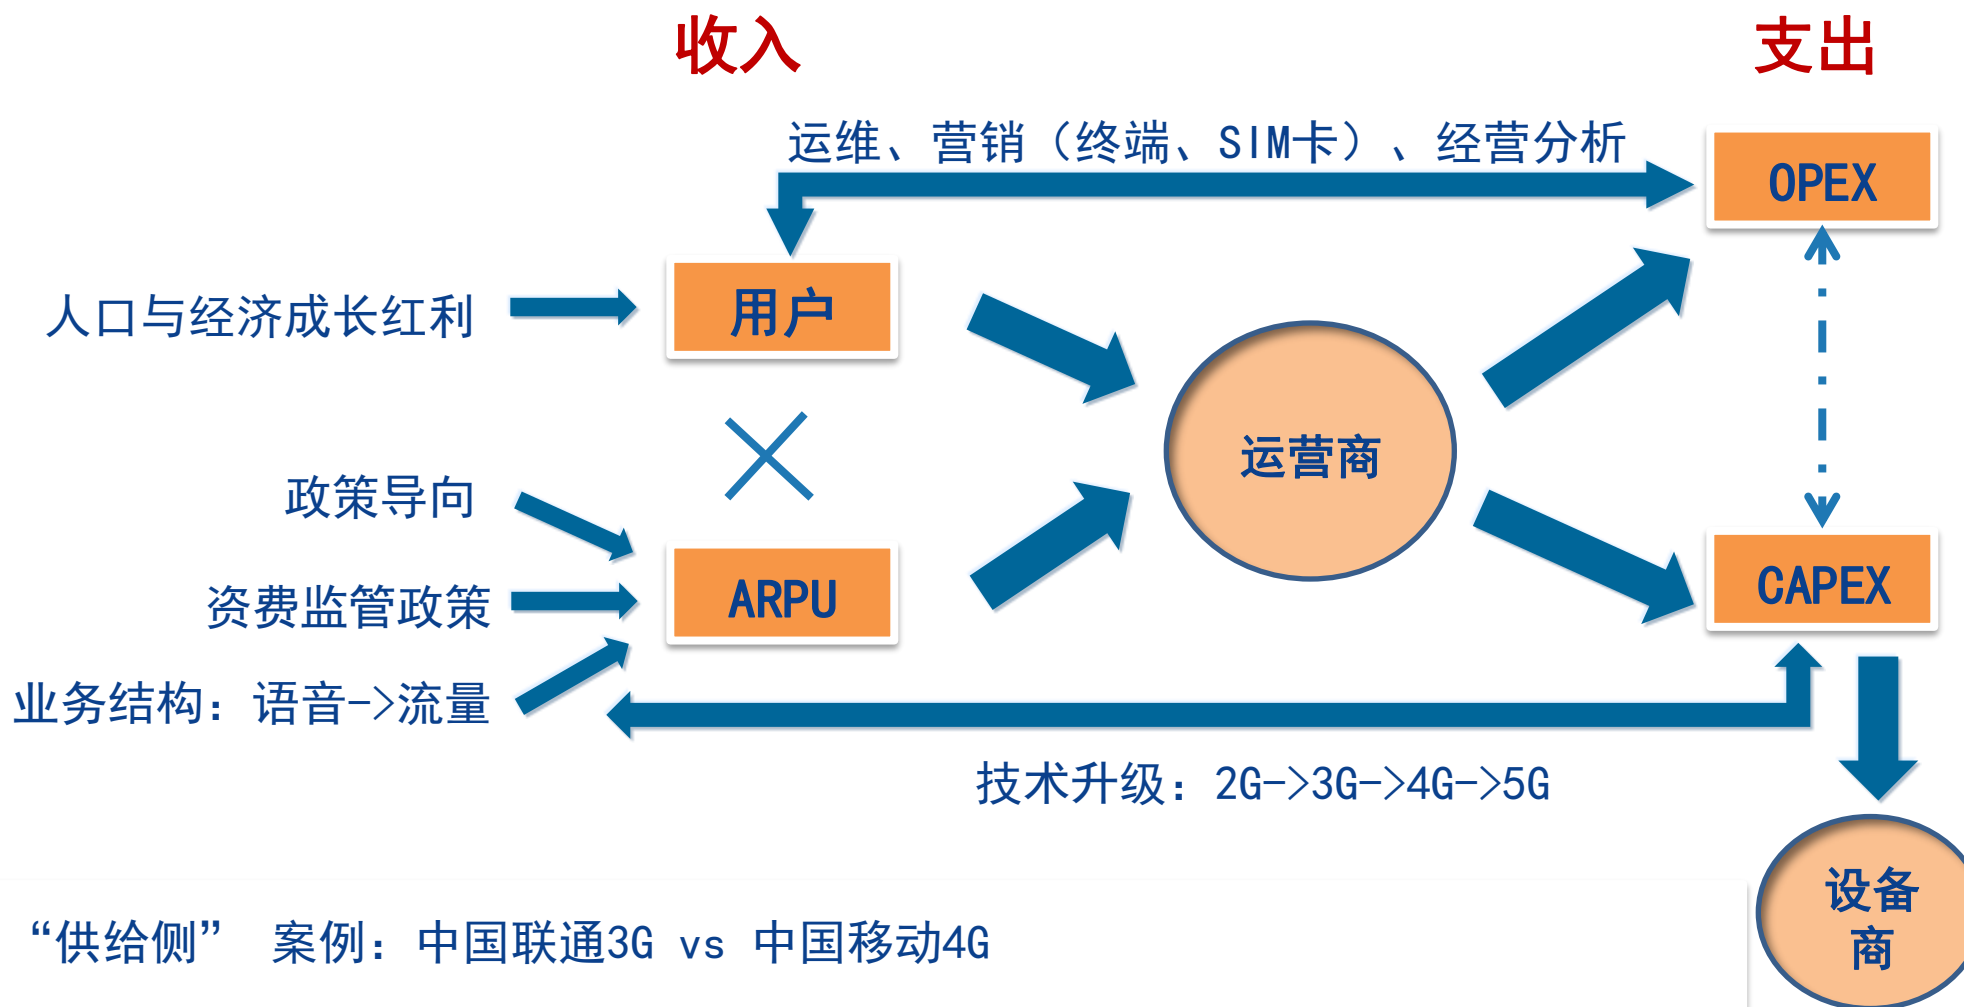 收入
支出
运维、营销（终端、SIM卡）、经营分析
OPEX
用户
人口与经济成长红利
运营商
政策导向
ARPU
CAPEX
资费监管政策
业务结构：语音->流量
技术升级：2G->3G->4G->5G
设备
商
“供给侧” 案例：中国联通3G vs 中国移动4G